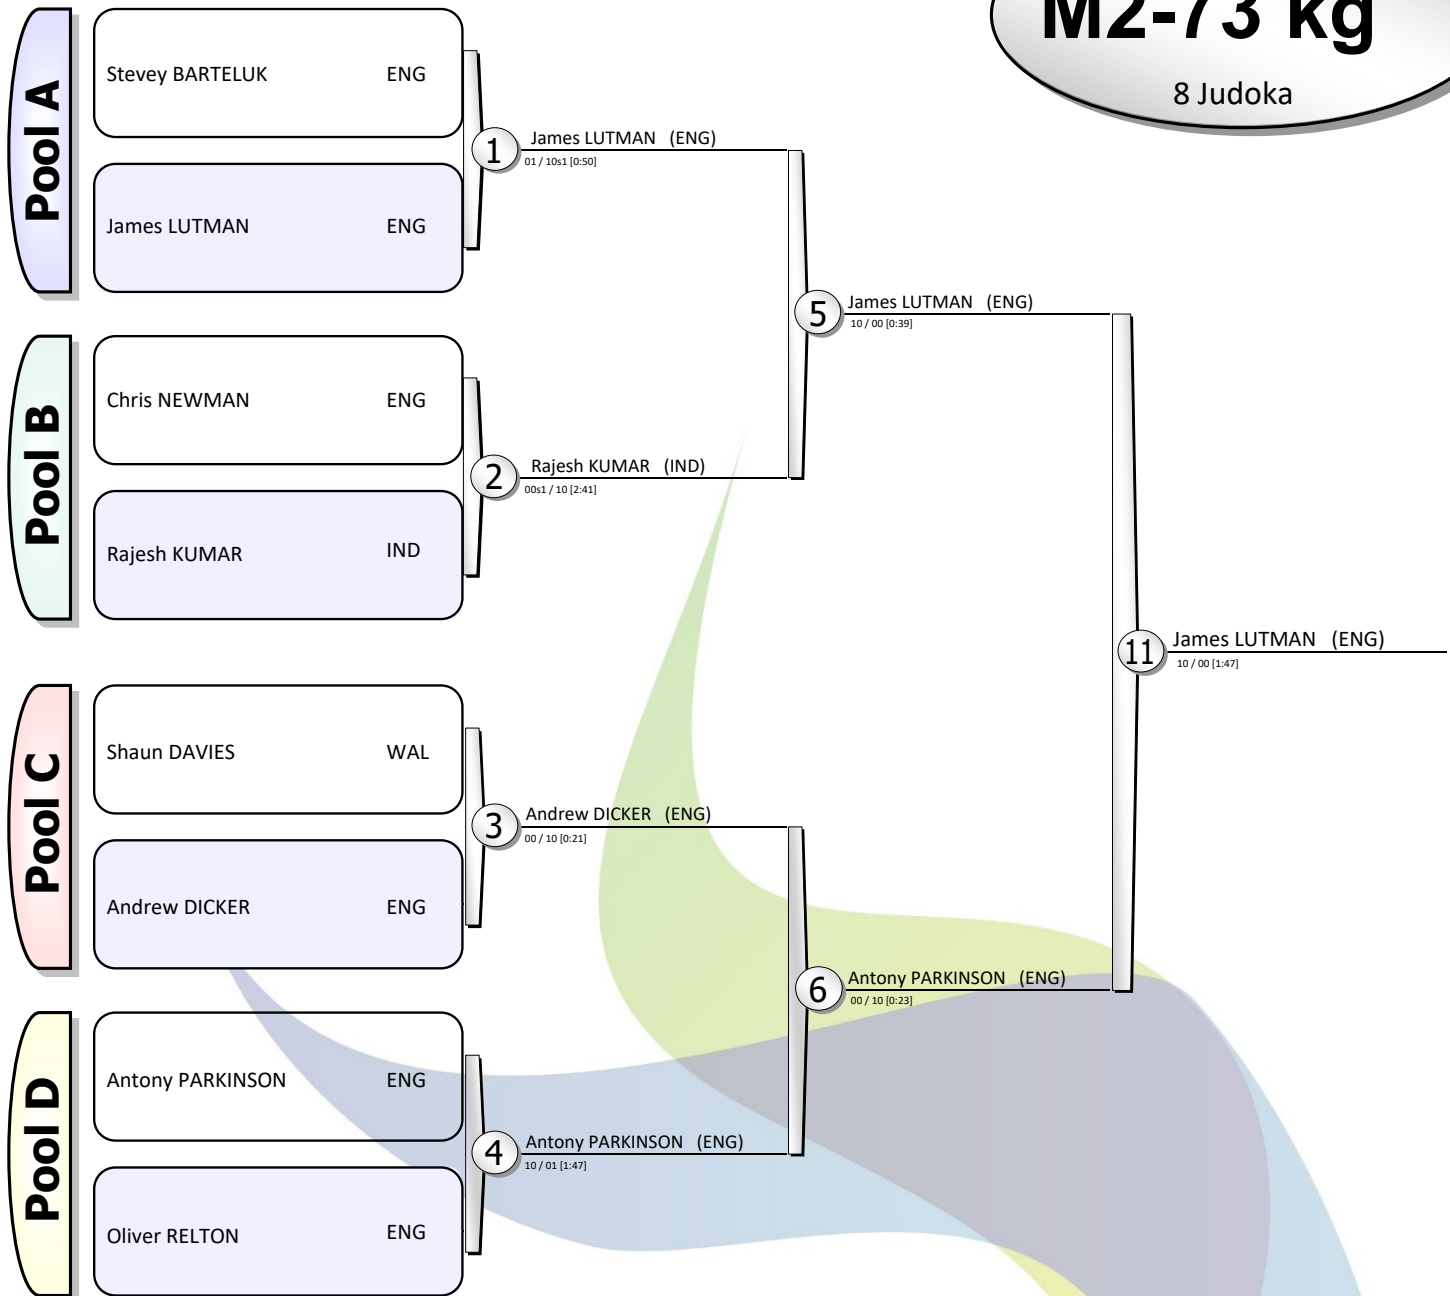 M2-73 kg
8 Judoka
Pool A
Stevey BARTELUK ENG
James LUTMAN ENG
1
James LUTMAN (ENG)
01 / 10s1 [0:50]
Pool B
Chris NEWMAN ENG
Rajesh KUMAR IND
2
Rajesh KUMAR (IND)
00s1 / 10 [2:41]
5
James LUTMAN (ENG)
10 / 00 [0:39]
Pool C
Shaun DAVIES WAL
Andrew DICKER ENG
3
Andrew DICKER (ENG)
00 / 10 [0:21]
Pool D
Antony PARKINSON ENG
Oliver RELTON ENG
4
Antony PARKINSON (ENG)
10 / 01 [1:47]
6
Antony PARKINSON (ENG)
00 / 10 [0:23]
11
James LUTMAN (ENG)
10 / 00 [1:47]